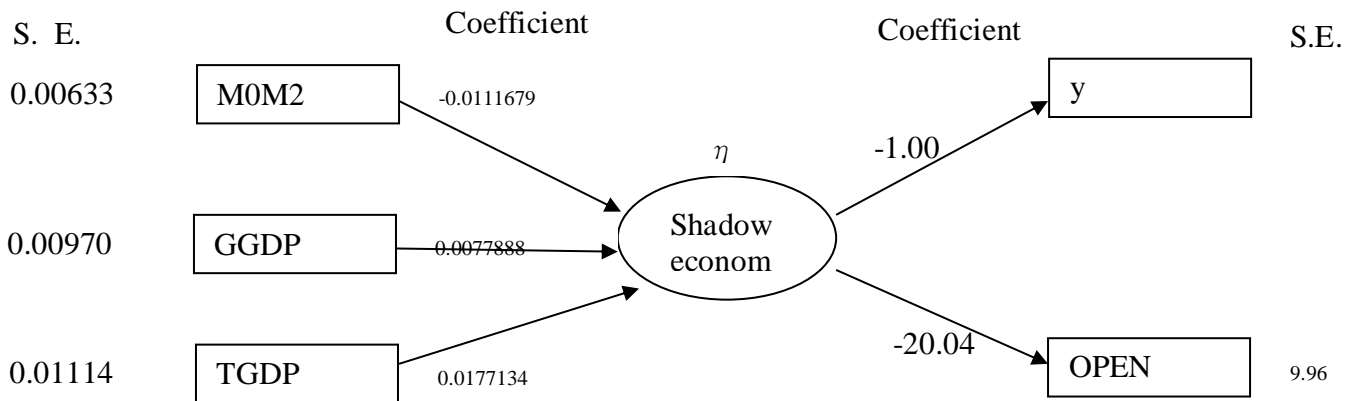 S. E.
Coefficient
Coefficient
S.E.
0.00633
M0M2
-0.0111679
y
-1.00
η
Shadow
econom
0.00970
GGDP
0.0077888
-20.04
0.01114
TGDP
0.0177134
OPEN
9.96